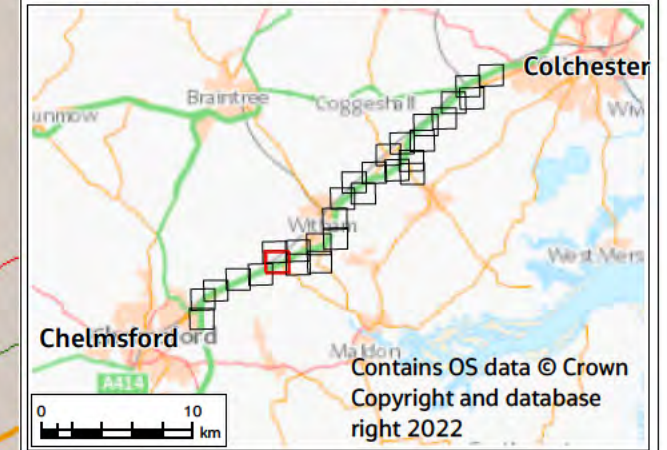 Colchester
Braintree
Coggeshall
unmow
Witham
West Mers
Chelmsford
Maldon
A414
Contains OS data © Crown
Copyright and database
right 2022
0 10
km